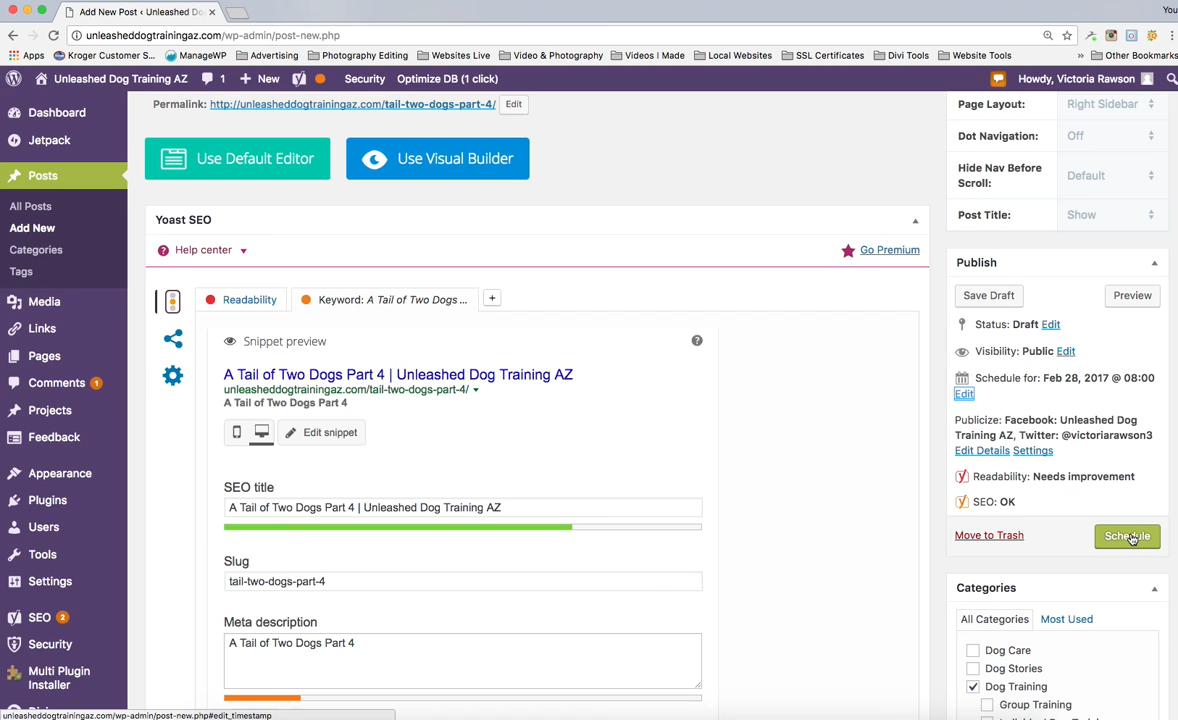 Add New Post ‹ Unleashed Do
You
unleasheddogtrainingaz.com/wp-admin/post-new.php
Apps Kroger Customer S... ManageWP Advertising Photography Editing Websites Live Video & Photography Videos I Made Local Websites SSL Certificates Divi Tools Website Tools » Other Bookmarks
Unleashed Dog Training AZ 1 + New Security Optimize DB (1 click) Howdy, Victoria Rawson
Dashboard
Jetpack
Posts
All Posts
Add New
Categories
Tags
Media
Links
Pages
Comments 1
Projects
Feedback
Appearance
Plugins
Users
Tools
Settings
SEO 2
Security
Multi Plugin
Installer
Permalink: http://unleasheddogtrainingaz.com/tail-two-dogs-part-4/ Edit
Use Default Editor
Use Visual Builder
Yoast SEO
Help center
Go Premium
Readability
Keyword: A Tail of Two Dogs ...
+
Snippet preview
A Tail of Two Dogs Part 4 | Unleashed Dog Training AZ
unleasheddogtrainingaz.com/tail-two-dogs-part-4/
A Tail of Two Dogs Part 4
Edit snippet
SEO title
A Tail of Two Dogs Part 4 | Unleashed Dog Training AZ
Slug
tail-two-dogs-part-4
Meta description
A Tail of Two Dogs Part 4
Page Layout: Right Sidebar
Dot Navigation: Off
Hide Nav Before
Scroll:
Default
Post Title: Show
Publish
Save Draft
Preview
Status: Draft Edit
Visibility: Public Edit
Schedule for: Feb 28, 2017 @ 08:00
Edit
Publicize: Facebook: Unleashed Dog
Training AZ, Twitter: @victoriarawson3
Edit Details Settings
Readability: Needs improvement
SEO: OK
Move to Trash
Schedule
Categories
All Categories
Most Used
Dog Care
Dog Stories
Dog Training
Group Training
unleasheddogtrainingaz.com/wp-admin/post-new.php#edit_timestamp